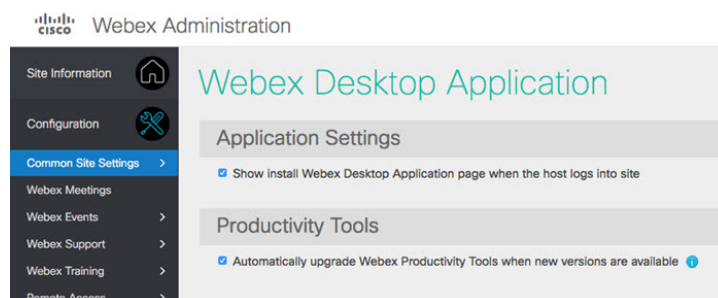 cisco Webex Administration
Site Information
Configuration
Common Site Settings >
Webex Meetings
Webex Events >
Webex Support >
Webex Training >
Remote Access >
Webex Desktop Application
Application Settings
Show install Webex Desktop Application page when the host logs into site
Productivity Tools
Automatically upgrade Webex Productivity Tools when new versions are available i